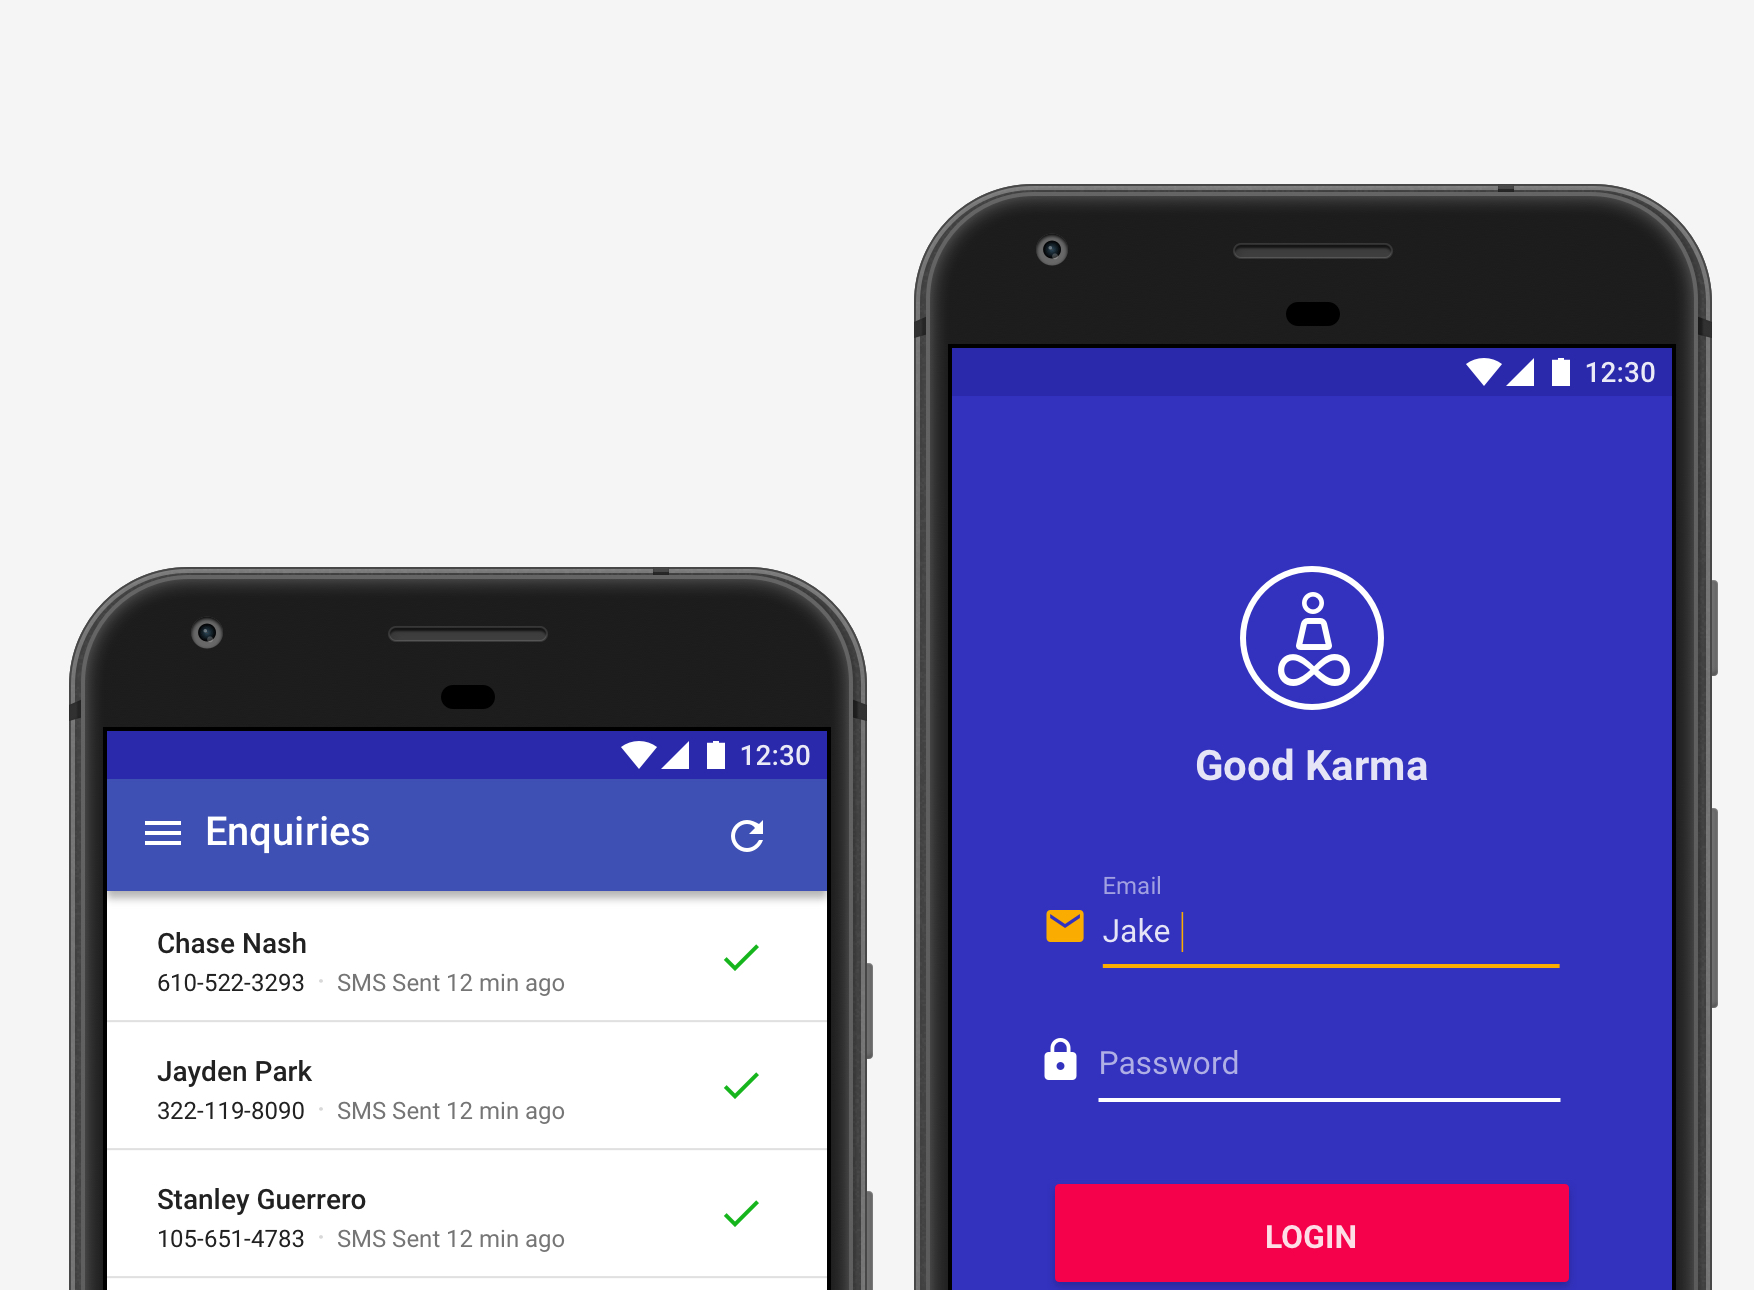 12:30
Enquiries
Chase Nash
610-522-3293 · SMS Sent 12 min ago
Jayden Park
322-119-8090 · SMS Sent 12 min ago
Stanley Guerrero
105-651-4783 · SMS Sent 12 min ago
12:30
Good Karma
Email
Jake
Password
LOGIN